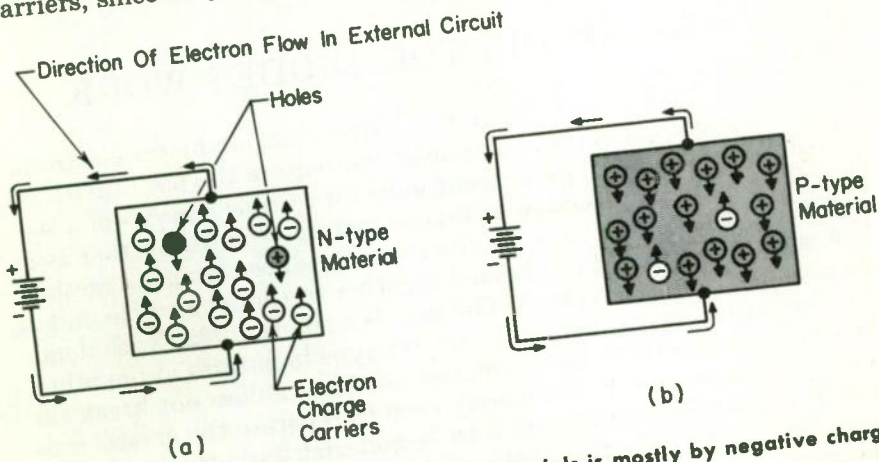 arriers, since
Direction Of Electron Flow In External Circuit
Holes
+
-
N-type
Material
Electron
Charge
Carriers
(a)
+
-
P-type
Material
(b)
is mostly by negative charg